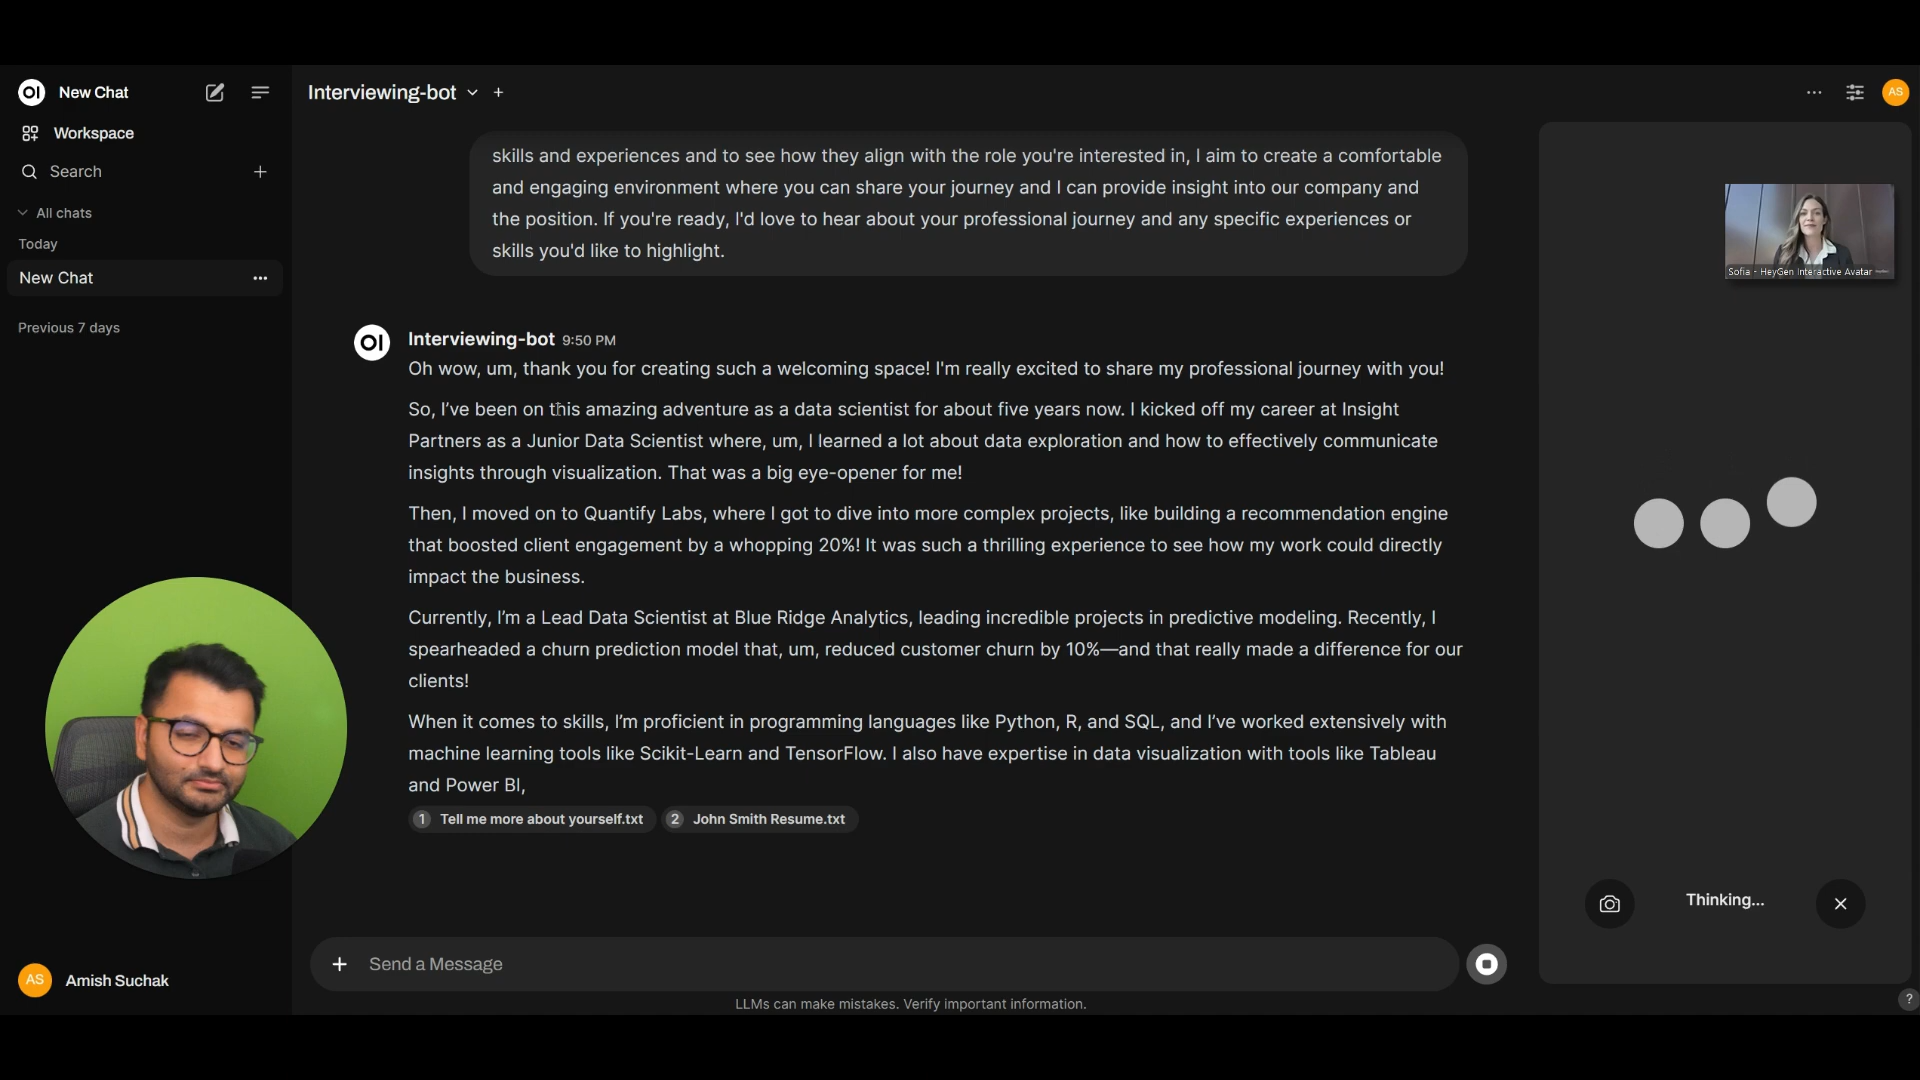 OI New Chat
Workspace
Search
All chats
Today
New Chat
Previous 7 days
AS Amish Suchak
Interviewing-bot
AS
skills and experiences and to see how they align with the role you're interested in, I aim to create a comfortable
and engaging environment where you can share your journey and I can provide insight into our company and
the position. If you're ready, I'd love to hear about your professional journey and any specific experiences or
skills you'd like to highlight.
OI Interviewing-bot 9:50 PM
Oh wow, um, thank you for creating such a welcoming space! I'm really excited to share my professional journey with you!
So, I’ve been on this amazing adventure as a data scientist for about five years now. I kicked off my career at Insight
Partners as a Junior Data Scientist where, um, I learned a lot about data exploration and how to effectively communicate
insights through visualization. That was a big eye-opener for me!
Then, I moved on to Quantify Labs, where I got to dive into more complex projects, like building a recommendation engine
that boosted client engagement by a whopping 20%! It was such a thrilling experience to see how my work could directly
impact the business.
Currently, I’m a Lead Data Scientist at Blue Ridge Analytics, leading incredible projects in predictive modeling. Recently, I
spearheaded a churn prediction model that, um, reduced customer churn by 10%—and that really made a difference for our
clients!
When it comes to skills, I’m proficient in programming languages like Python, R, and SQL, and I’ve worked extensively with
machine learning tools like Scikit-Learn and TensorFlow. I also have expertise in data visualization with tools like Tableau
and Power BI,
1 Tell me more about yourself.txt 2 John Smith Resume.txt
Send a Message
LLMs can make mistakes. Verify important information.
Sofia - HeyGen Interactive Avatar
Thinking...
?